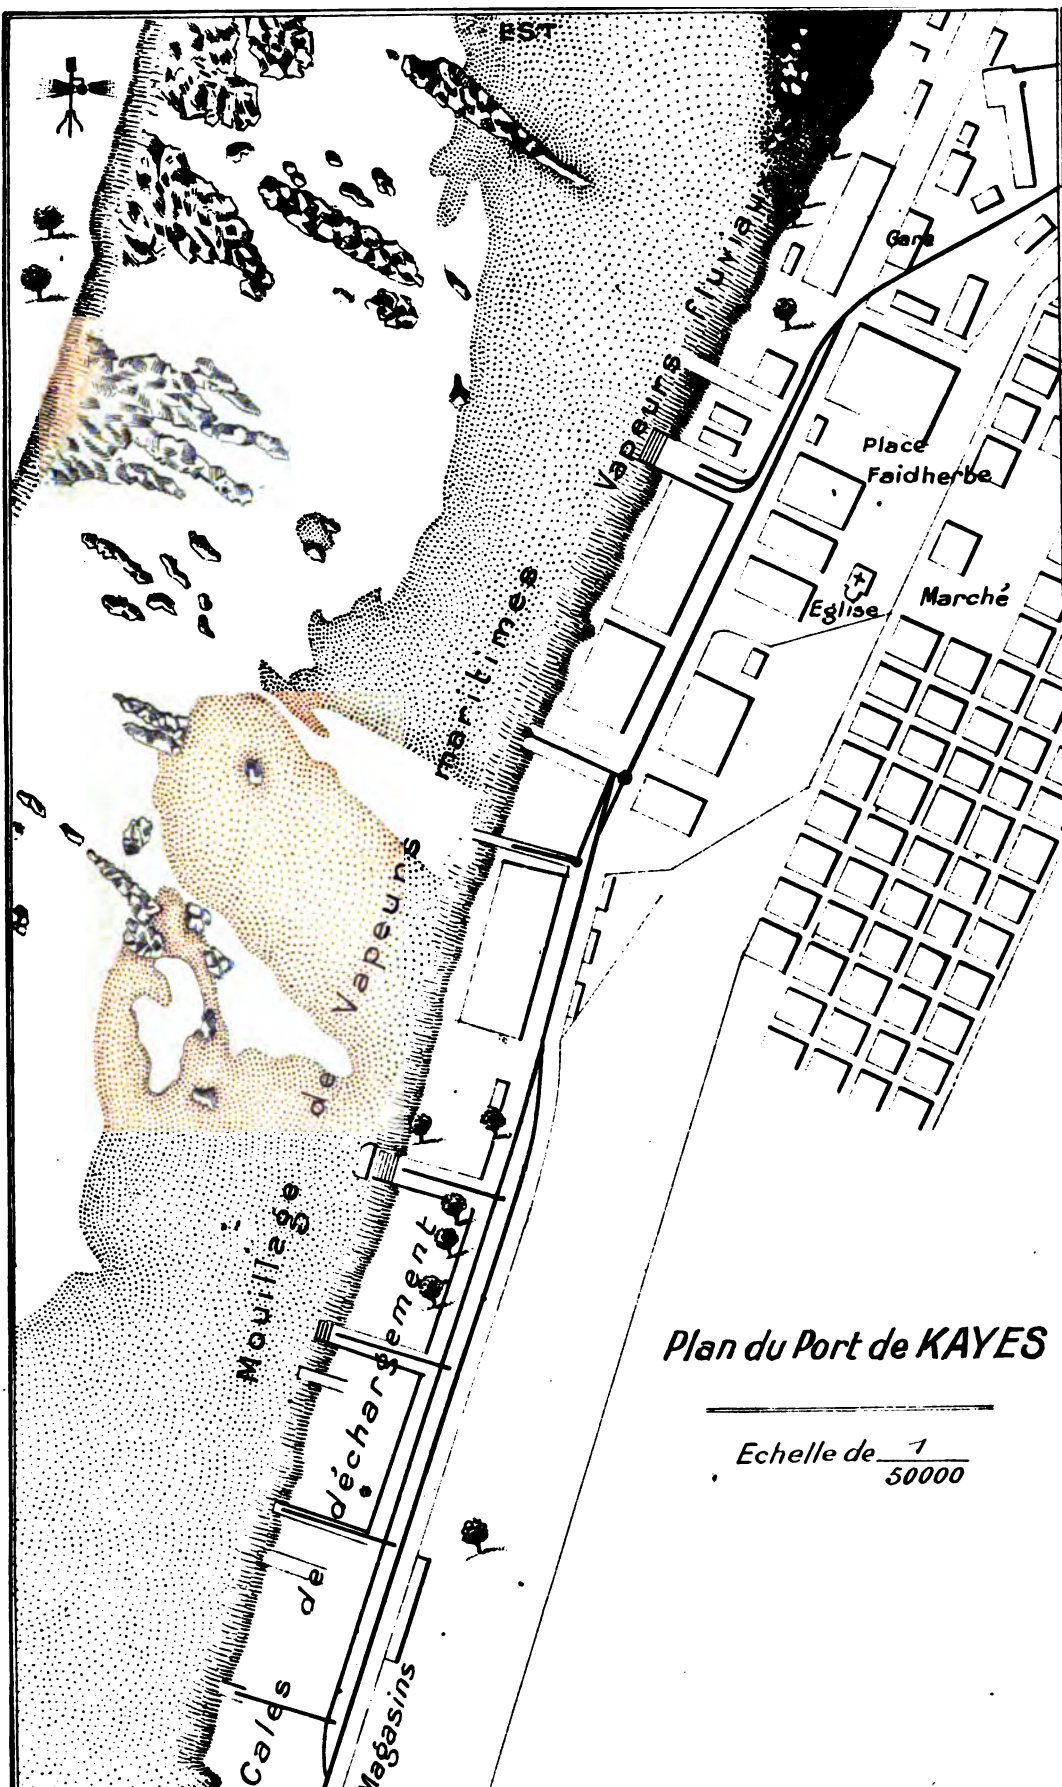 EST
Gare
Place
Faidherbe
Marché
Eglise
Vapeurs fluviaux
Mouillage de Vapeurs maritimes
Cales de déchargement
Magasins
Plan du Port de KAYES
Echelle de 1
50000